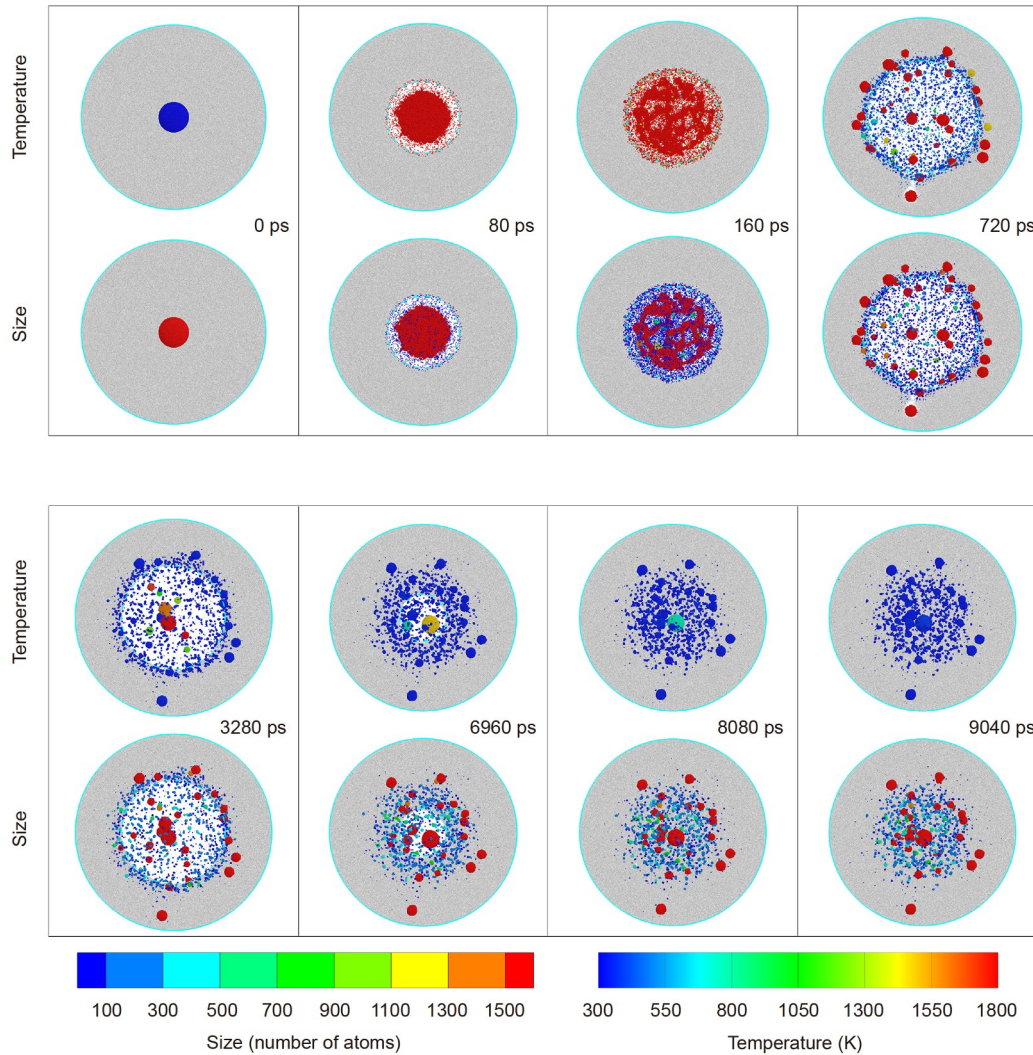 Temperature
0 ps
80 ps
160 ps
720 ps
Size
Temperature
3280 ps
6960 ps
8080 ps
9040 ps
Size
100 300 500 700 900 1100 1300 1500
Size (number of atoms)
300 550 800 1050 1300 1550 1800
Temperature (K)